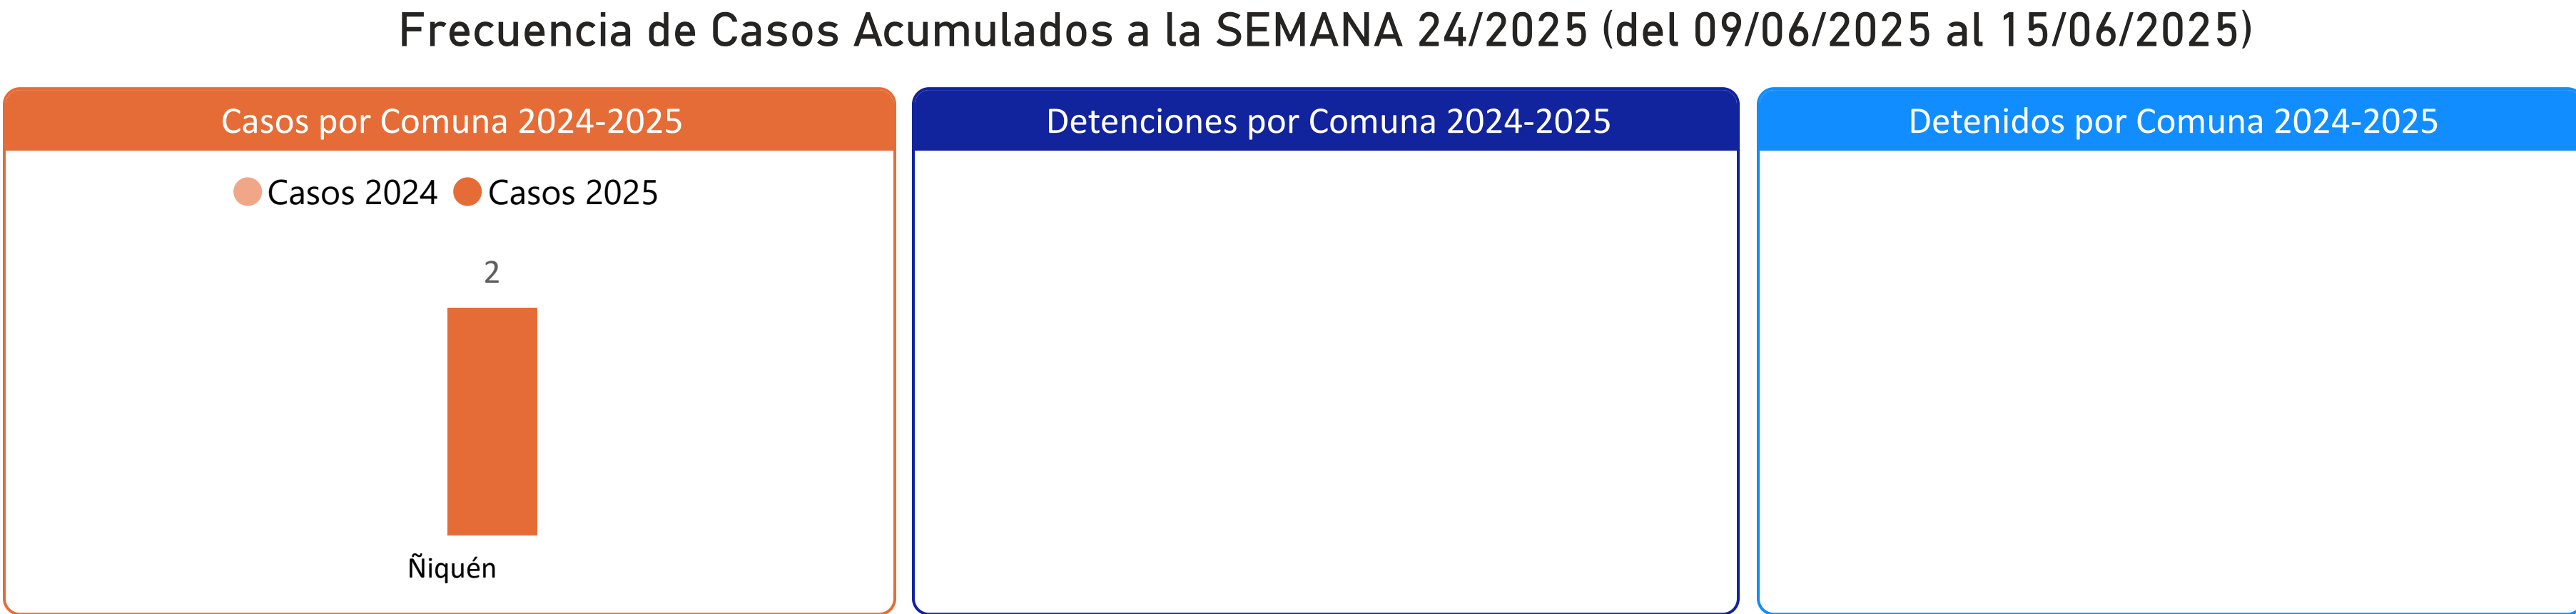 Frecuencia de Casos Acumulados a la SEMANA 24/2025 (del 09/06/2025 al 15/06/2025)
Casos por Comuna 2024-2025
Casos 2024 Casos 2025
2
Ñiquén
Detenciones por Comuna 2024-2025
Detenidos por Comuna 2024-2025